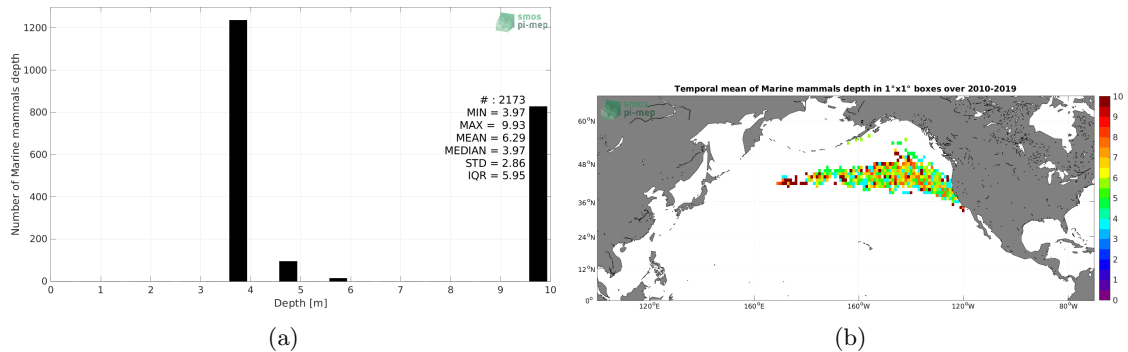 smos
pi-mep
1200
1000
800
600
400
200
0
Number of Marine mammals depth
# : 2173
MIN = 3.97
MAX = 9.93
MEAN = 6.29
MEDIAN = 3.97
STD = 2.86
IQR = 5.95
0 1 2 3 4 5 6 7 8 9 10
Depth [m]
(a)
Temporal mean of Marine mammals depth in 1°x1° boxes over 2010-2019
smos
pi-mep
60°N
48°N
36°N
24°N
12°N
0°
120°E 160°E 160°W 120°W 80°W
10
9
8
7
6
5
4
3
2
1
0
(b)